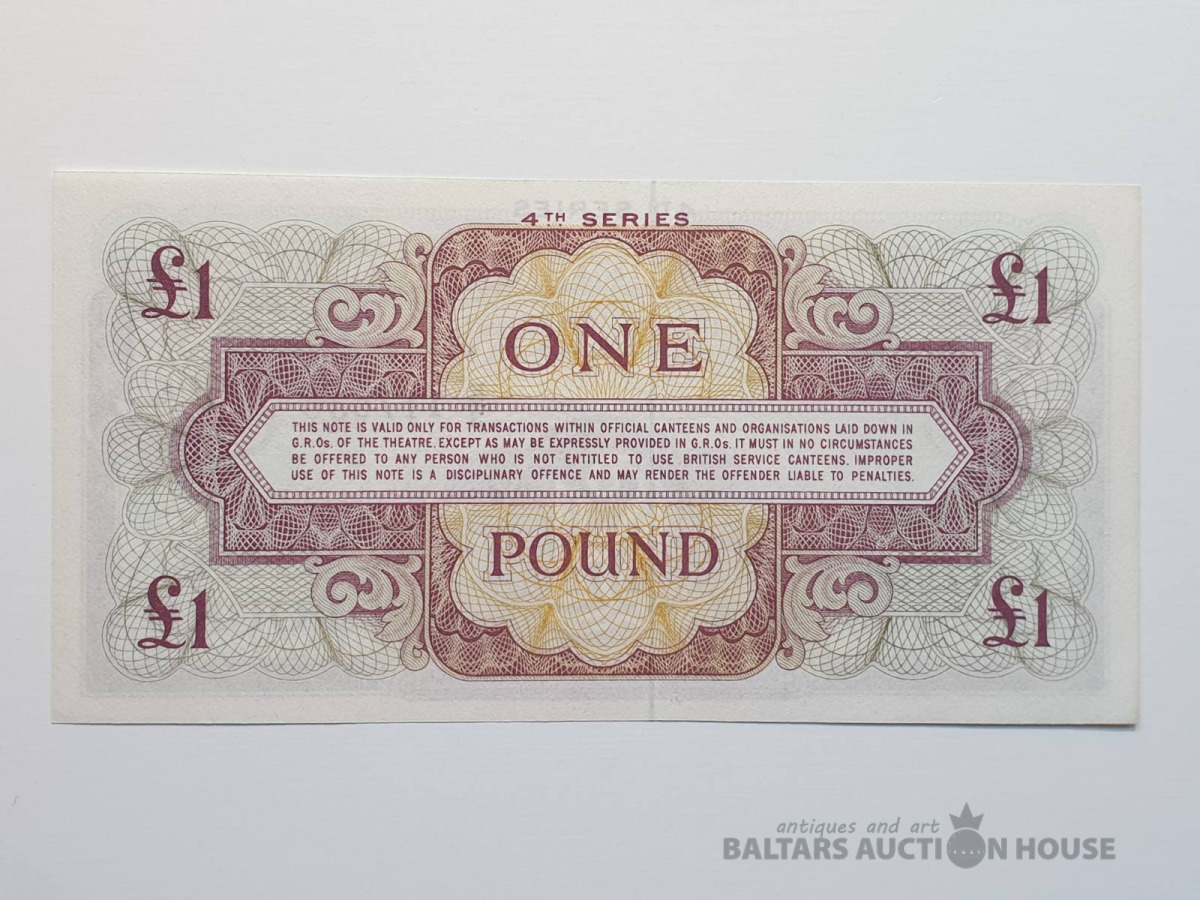 4TH SERIES
£1
£1
ONE
THIS NOTE IS VALID ONLY FOR TRANSACTIONS WITHIN OFFICIAL CANTEENS AND ORGANISATIONS LAID DOWN IN
G.R.Os. OF THE THEATRE. EXCEPT AS MAY BE EXPRESSLY PROVIDED IN G.R.Os. IT MUST IN NO CIRCUMSTANCES
BE OFFERED TO ANY PERSON WHO IS NOT ENTITLED TO USE BRITISH SERVICE CANTEENS. IMPROPER
USE OF THIS NOTE IS A DISCIPLINARY OFFENCE AND MAY RENDER THE OFFENDER LIABLE TO PENALTIES.
POUND
£1
£1
antiques and art
BALTARS AUCTION HOUSE